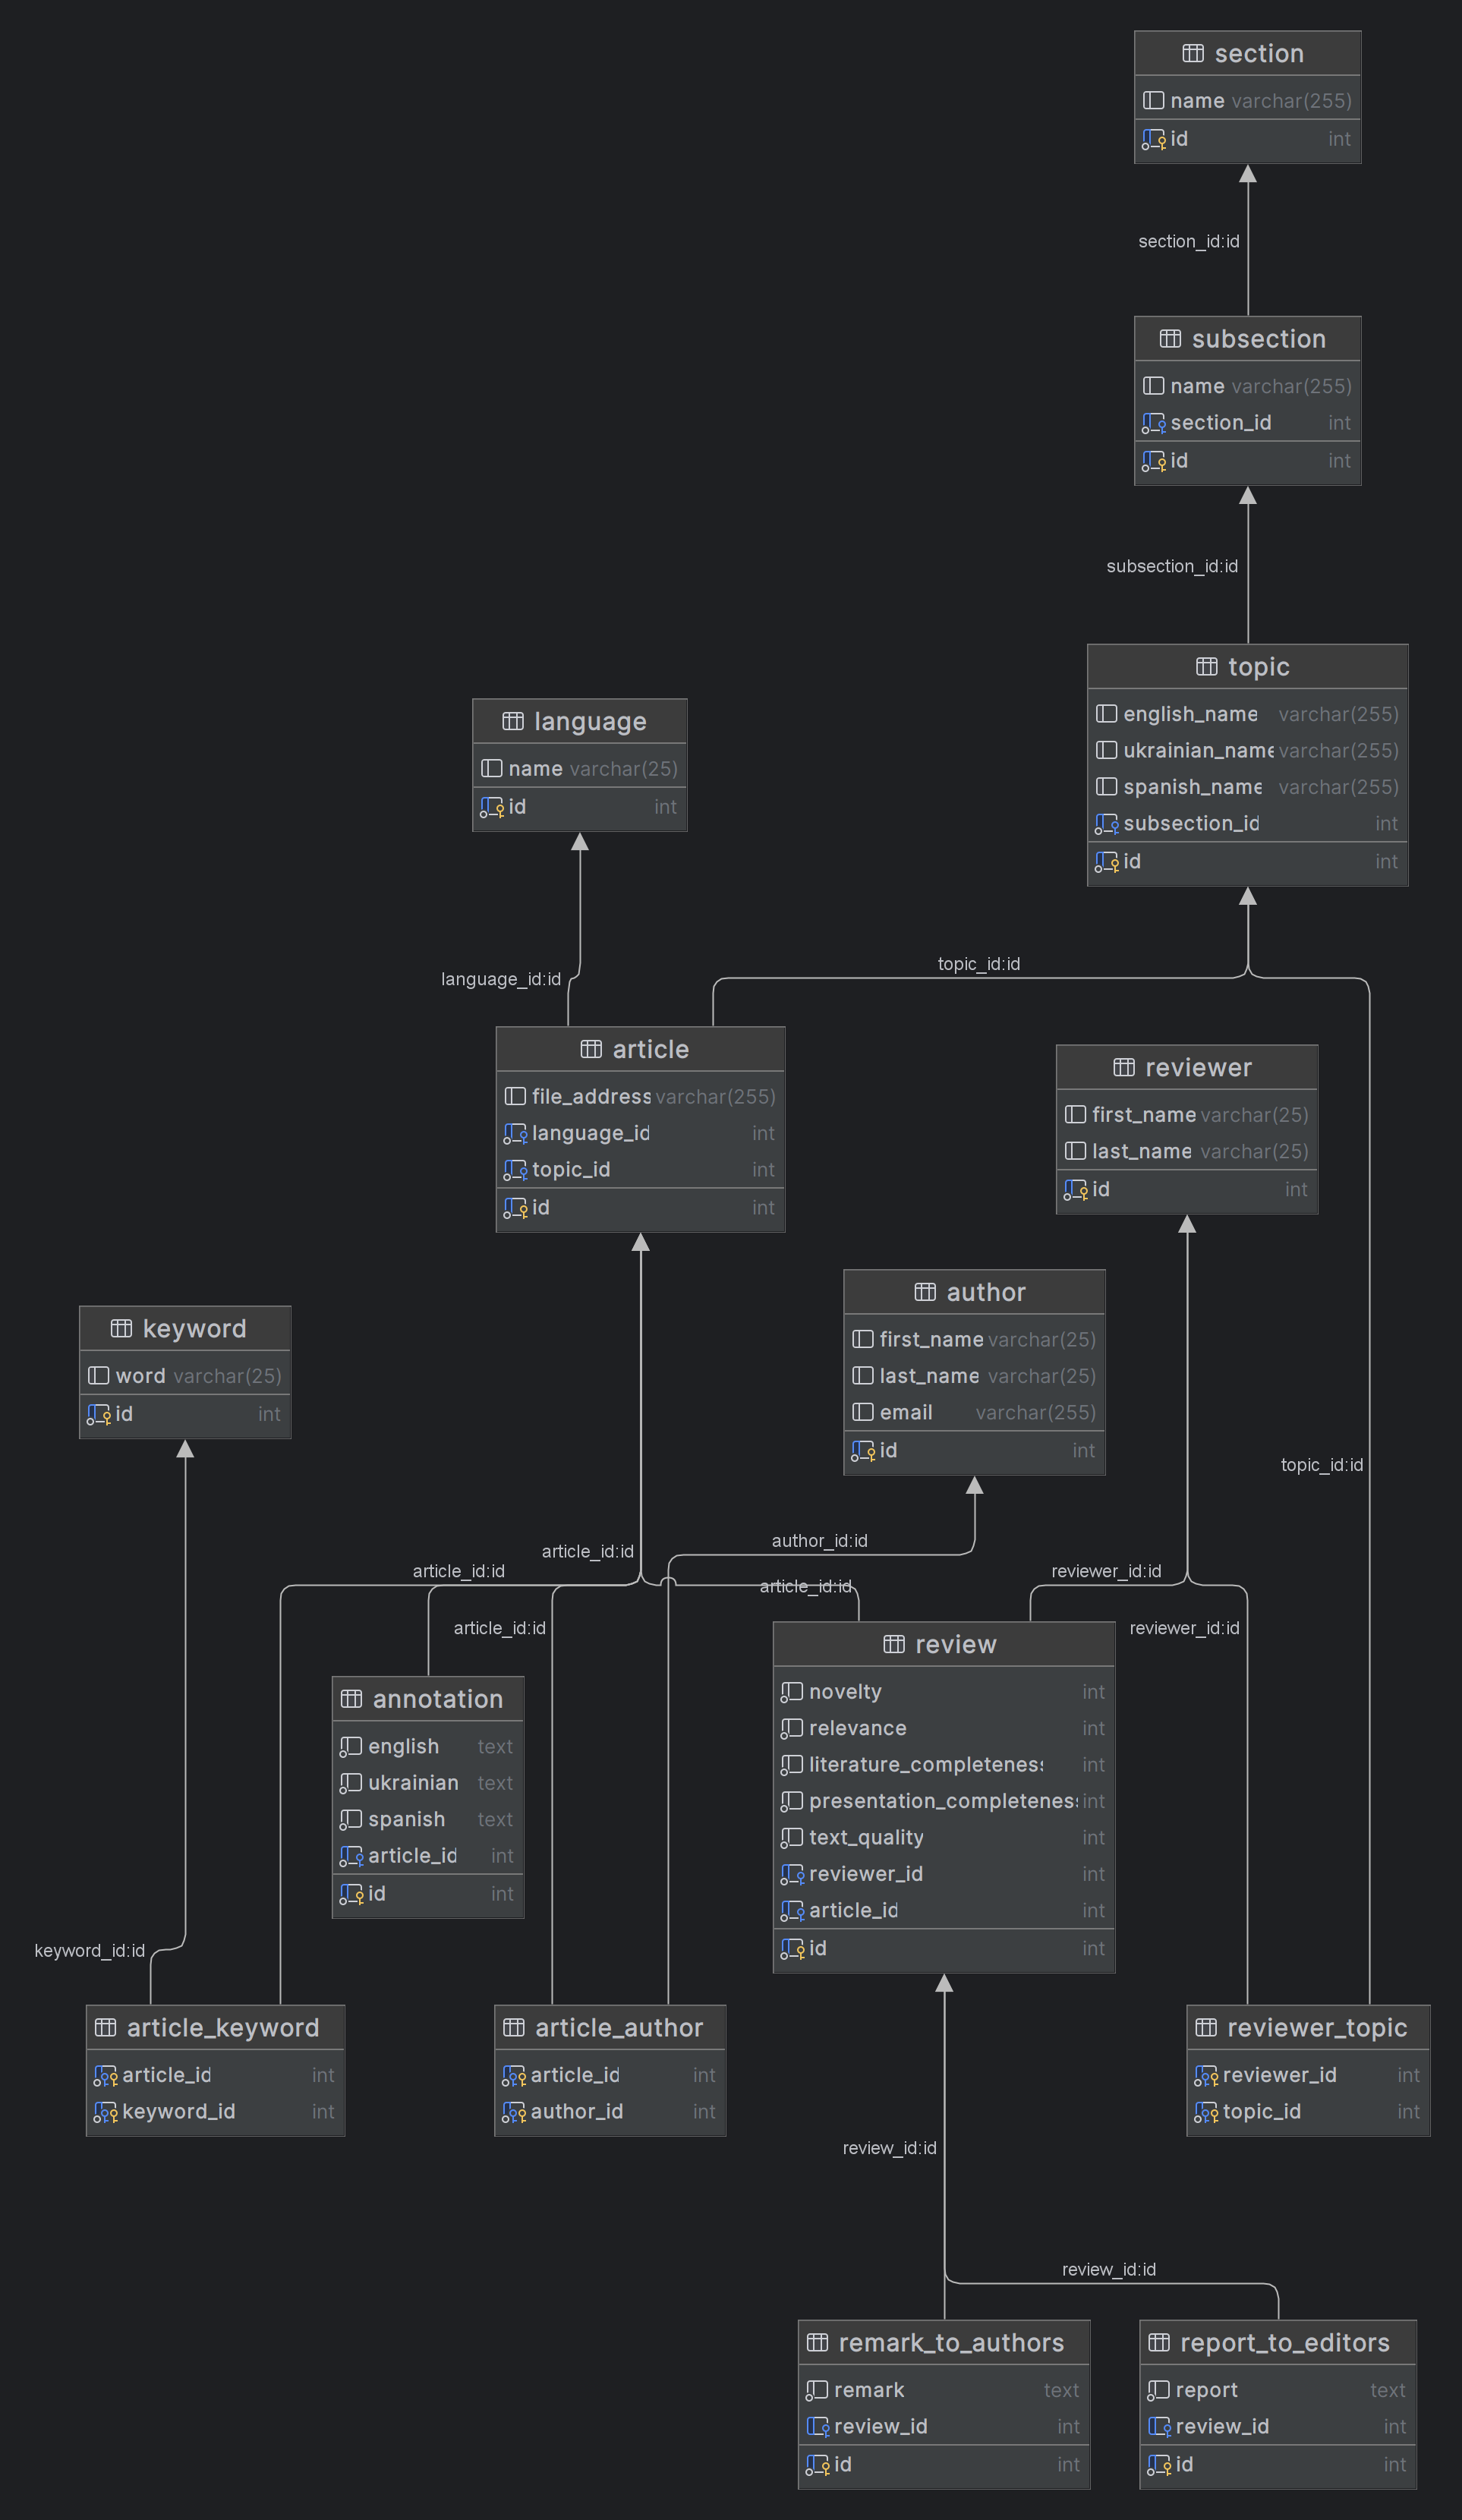 section
name varchar(255)
id int
section_id:id
subsection
name varchar(255)
section_id int
id int
subsection_id:id
topic
english_name varchar(255)
ukrainian_name varchar(255)
spanish_name varchar(255)
subsection_id int
id int
language
name varchar(25)
id int
topic_id:id
language_id:id
article
file_address varchar(255)
language_id int
topic_id int
id int
reviewer
first_name varchar(25)
last_name varchar(25)
id int
author
first_name varchar(25)
last_name varchar(25)
email varchar(255)
id int
keyword
word varchar(25)
id int
topic_id:id
author_id:id
article_id:id
article_id:id
reviewer_id:id
article_id:id
article_id:id
reviewer_id:id
review
novelty int
relevance int
literature_completeness int
presentation_completeness int
text_quality int
reviewer_id int
article_id int
id int
annotation
english text
ukrainian text
spanish text
article_id int
id int
keyword_id:id
article_keyword
article_id int
keyword_id int
article_author
article_id int
author_id int
reviewer_topic
reviewer_id int
topic_id int
review_id:id
review_id:id
remark_to_authors
remark text
review_id int
id int
report_to_editors
report text
review_id int
id int